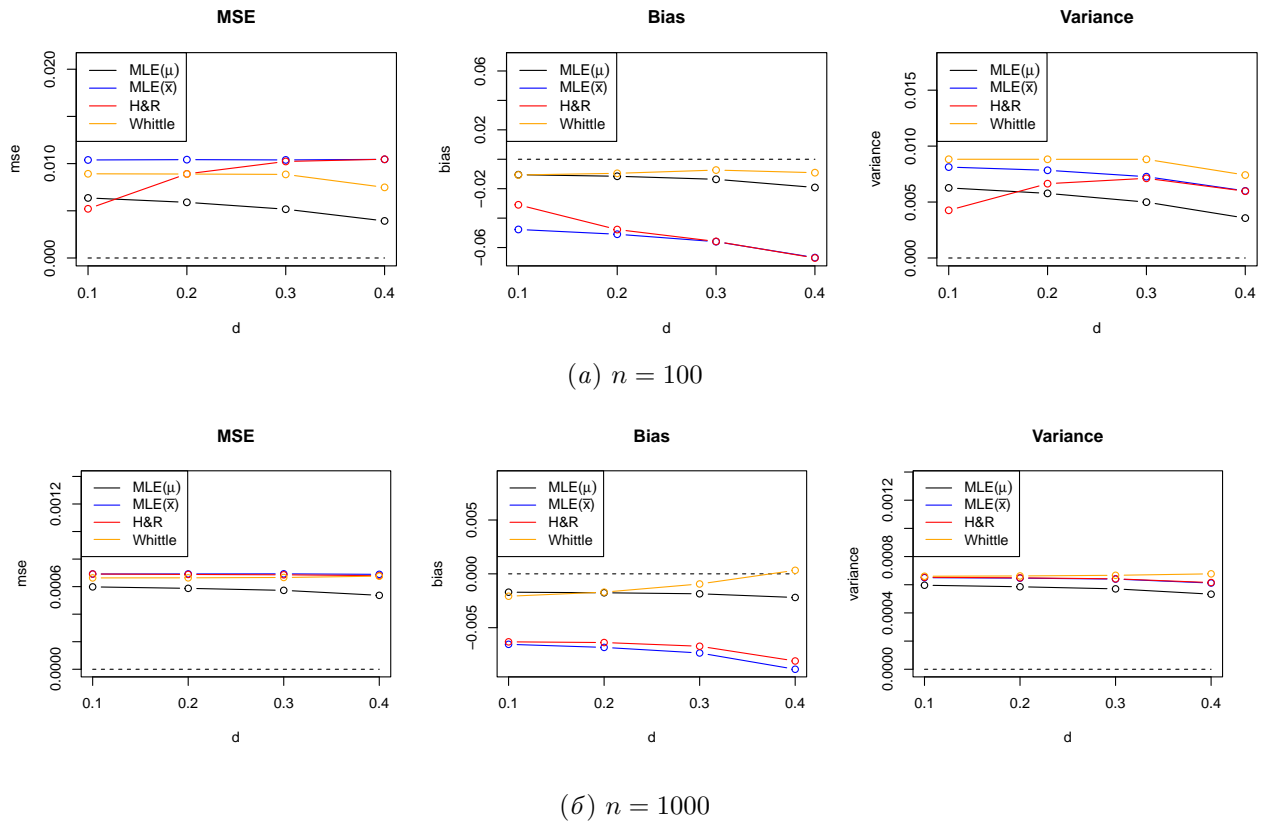 MSE
mse
0.000
0.010
0.020
MLE(μ)
MLE(x̅)
H&R
Whittle
0.1
0.2
0.3
0.4
d
Bias
bias
−0.06
−0.02
0.02
0.06
MLE(μ)
MLE(x̅)
H&R
Whittle
0.1
0.2
0.3
0.4
d
Variance
variance
0.000
0.005
0.010
0.015
MLE(μ)
MLE(x̅)
H&R
Whittle
0.1
0.2
0.3
0.4
d
(а) n = 100
MSE
mse
0.0000
0.0006
0.0012
MLE(μ)
MLE(x̅)
H&R
Whittle
0.1
0.2
0.3
0.4
d
Bias
bias
−0.005
0.000
0.005
MLE(μ)
MLE(x̅)
H&R
Whittle
0.1
0.2
0.3
0.4
d
Variance
variance
0.0000
0.0004
0.0008
0.0012
MLE(μ)
MLE(x̅)
H&R
Whittle
0.1
0.2
0.3
0.4
d
(б) n = 1000